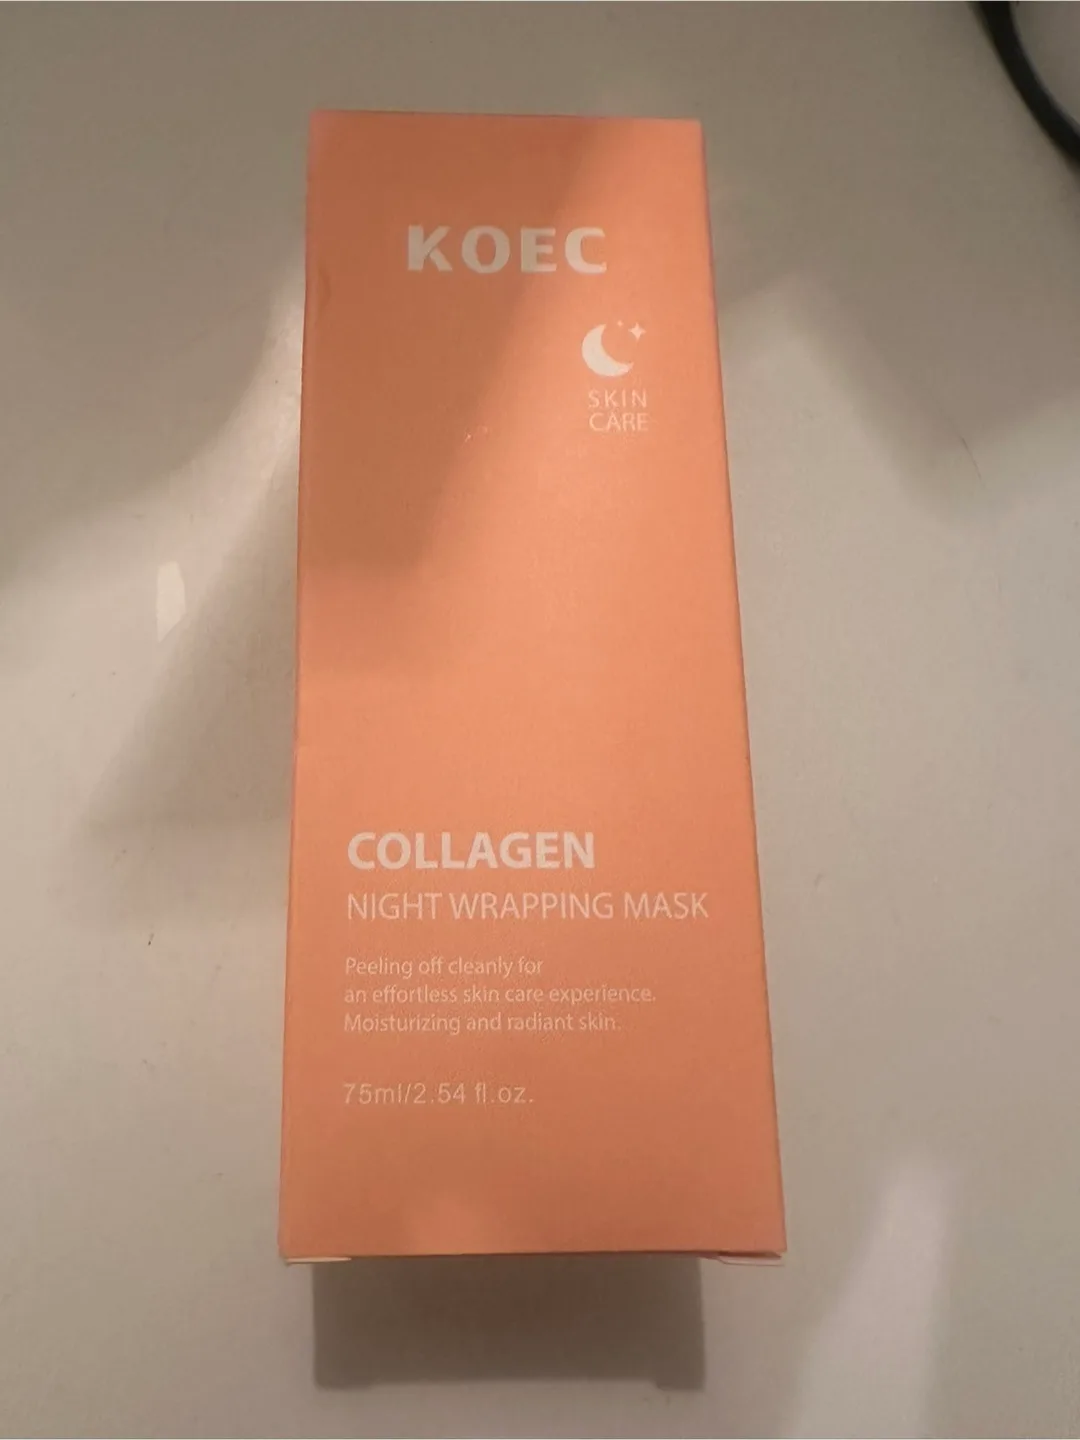 KOEC
SKIN
CARE
COLLAGEN
NIGHT WRAPPING MASK
Peeling off cleanly for
an effortless skin care experience.
Moisturizing and radiant skin.
75ml/2.54 fl.oz.